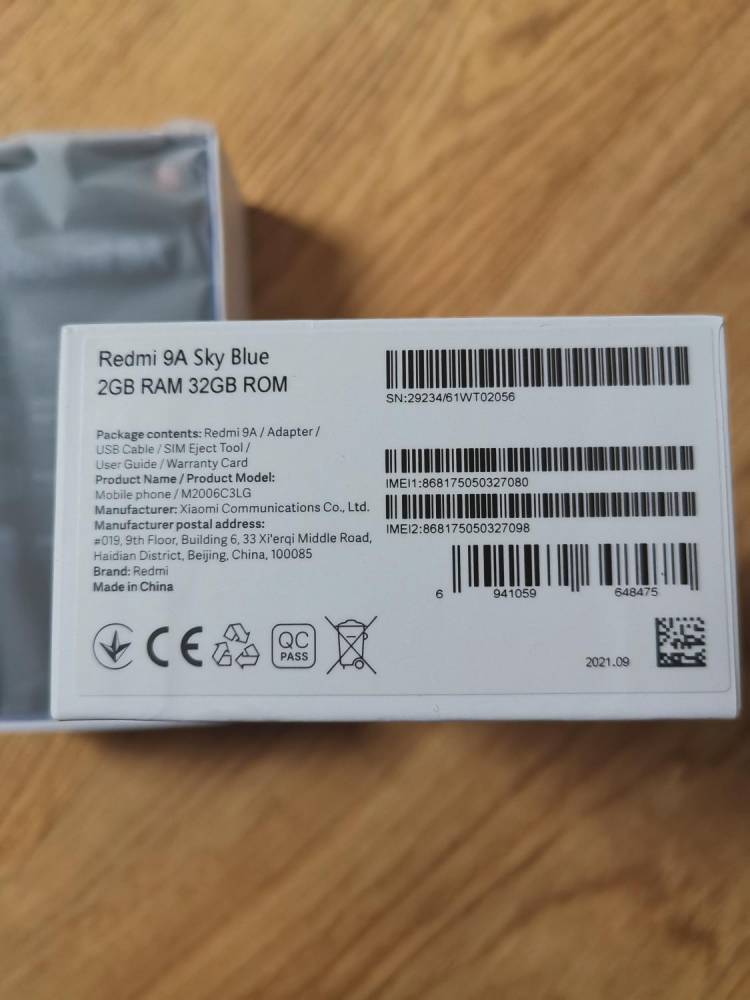 Redmi 9A Sky Blue
2GB RAM 32GB ROM
Package contents: Redmi 9A / Adapter /
USB Cable / SIM Eject Tool /
User Guide / Warranty Card
Product Name / Product Model:
Mobile phone / M2006C3LG
Manufacturer: Xiaomi Communications Co., Ltd.
Manufacturer postal address:
#019, 9th Floor, Building 6, 33 Xi'erqi Middle Road,
Haidian District, Beijing, China, 100085
Brand: Redmi
Made in China
CE
QC
PASS
SN:29234/61WT02056
IMEI1:868175050327080
IMEI2:868175050327098
6 941059 648475
2021.09